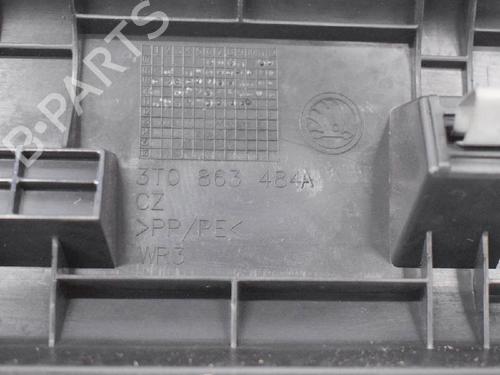 B-PARTS
3T0 863 484A
CZ
>PP/PE<
WR3